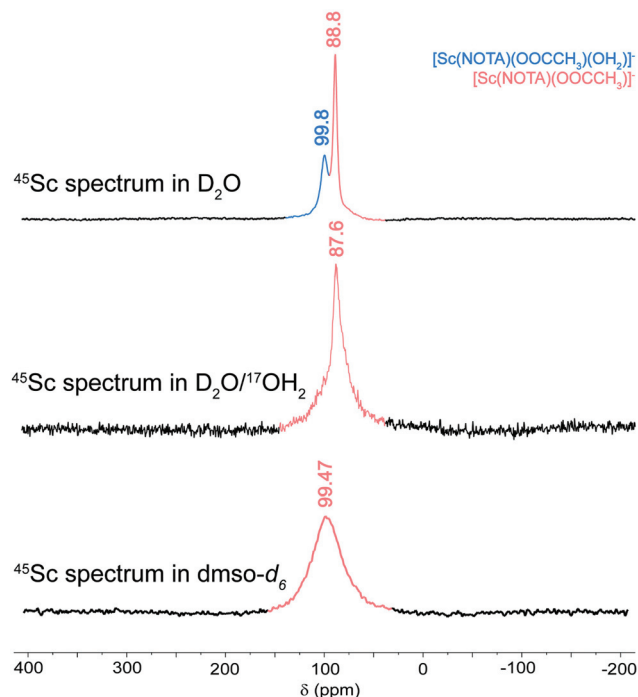 88.8
[Sc(NOTA)(OOCCH₃)(OH₂)]⁻
[Sc(NOTA)(OOCCH₃)]⁻
99.8
⁴⁵Sc spectrum in D₂O
87.6
⁴⁵Sc spectrum in D₂O/¹⁷OH₂
99.47
⁴⁵Sc spectrum in dmso-d₆
400 300 200 100 0 -100 -200
δ (ppm)